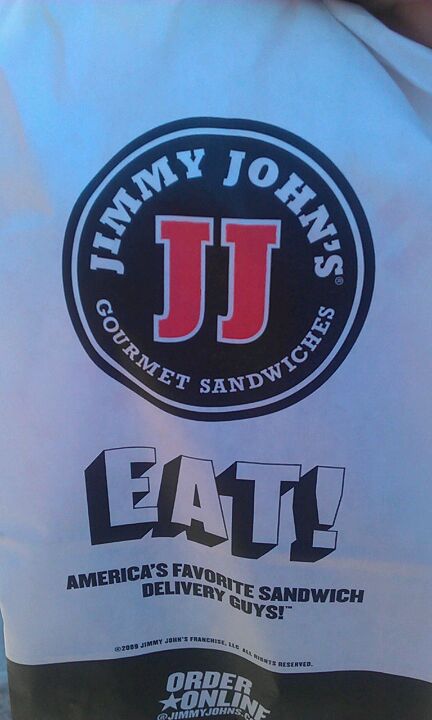 JIMMY JOHN'S®
JJ
GOURMET SANDWICHES
EAT!
AMERICA'S FAVORITE SANDWICH
DELIVERY GUYS!™
©2009 JIMMY JOHN'S FRANCHISE, LLC ALL RIGHTS RESERVED.
ORDER
★ONLINE
@JIMMYJOHNS.C